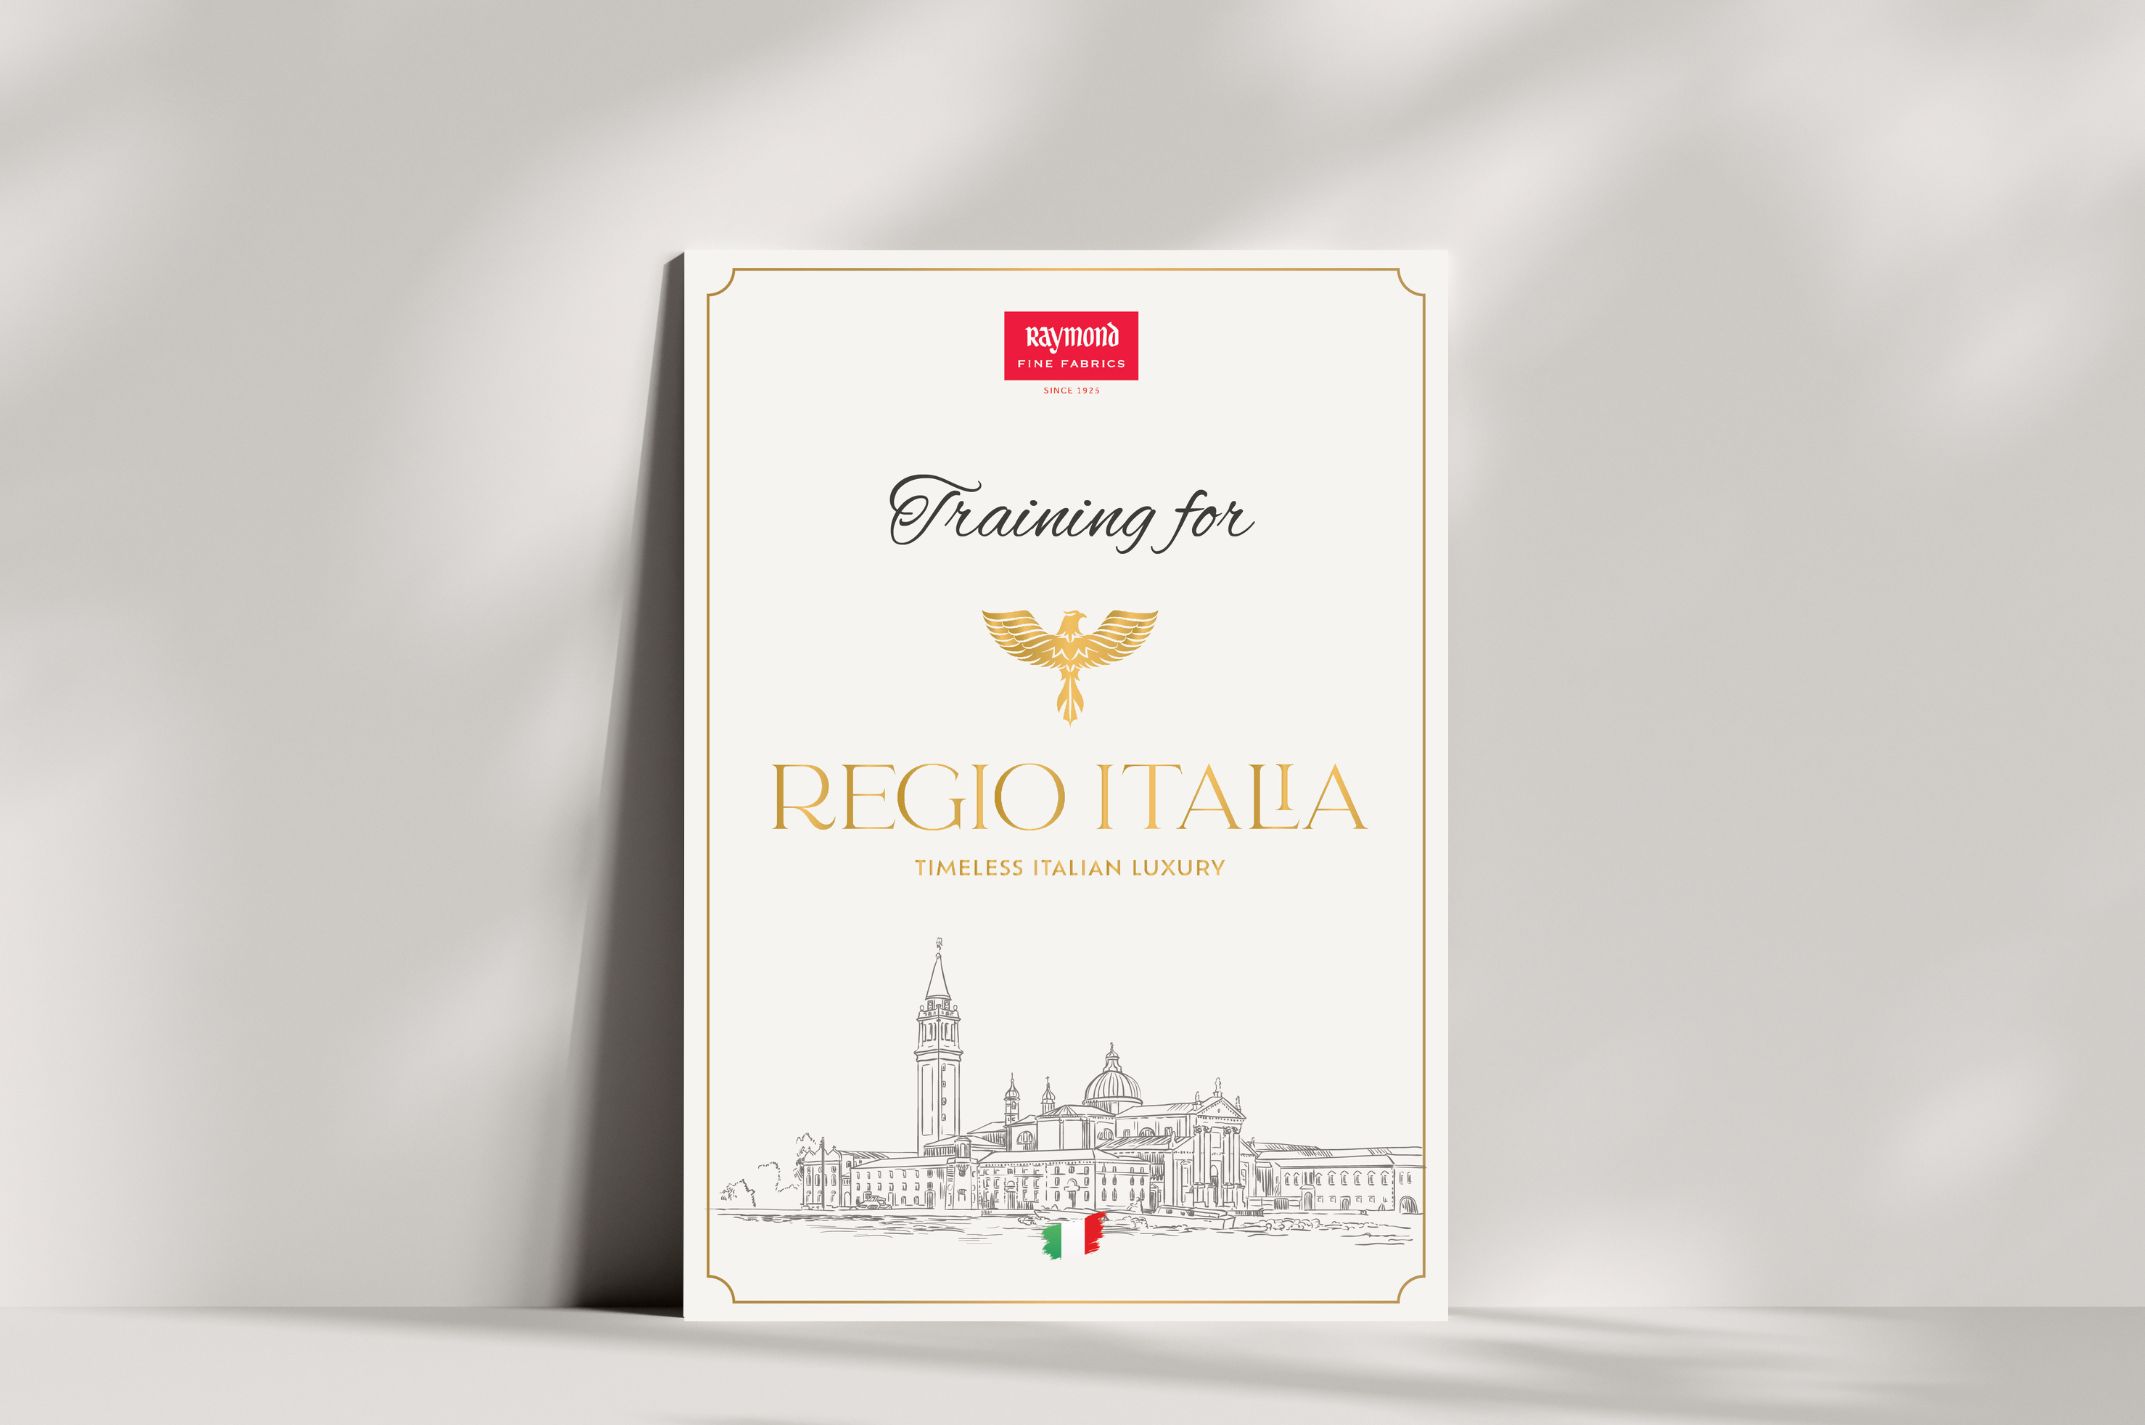 Raymond
FINE FABRICS
SINCE 1925
Training for
REGIO ITALIA
TIMELESS ITALIAN LUXURY